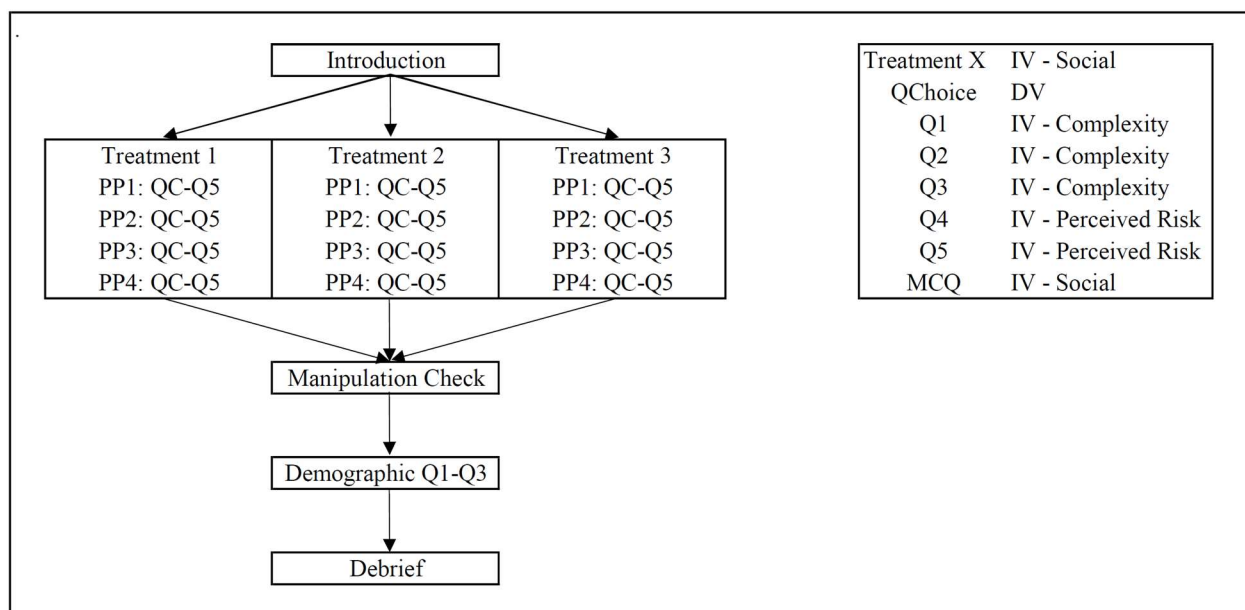 .
Introduction
Treatment 1
PP1: QC-Q5
PP2: QC-Q5
PP3: QC-Q5
PP4: QC-Q5
Treatment 2
PP1: QC-Q5
PP2: QC-Q5
PP3: QC-Q5
PP4: QC-Q5
Treatment 3
PP1: QC-Q5
PP2: QC-Q5
PP3: QC-Q5
PP4: QC-Q5
Manipulation Check
Demographic Q1-Q3
Debrief
Treatment X IV - Social
QChoice DV
Q1 IV - Complexity
Q2 IV - Complexity
Q3 IV - Complexity
Q4 IV - Perceived Risk
Q5 IV - Perceived Risk
MCQ IV - Social